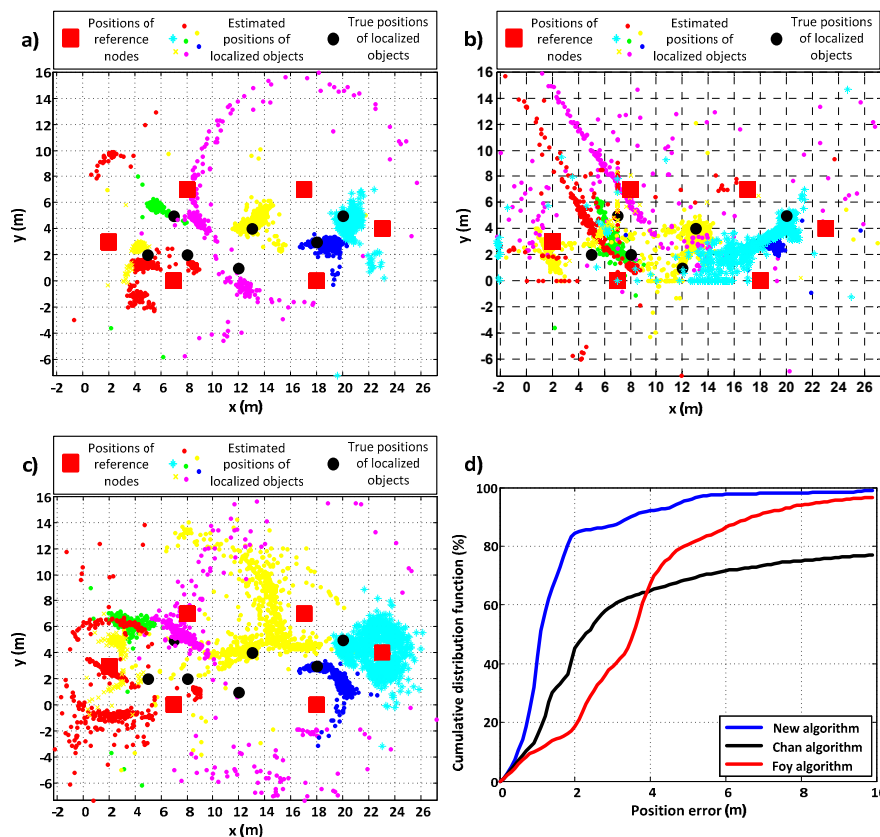 a)
Positions of reference nodes
Estimated positions of localized objects
True positions of localized objects
16
14
12
10
8
6
4
2
0
-2
-4
-6
y (m)
-2 0 2 4 6 8 10 12 14 16 18 20 22 24 26
x (m)
b)
Positions of reference nodes
Estimated positions of localized objects
True positions of localized objects
16
14
12
10
8
6
4
2
0
-2
-4
-6
y (m)
-2 0 2 4 6 8 10 12 14 16 18 20 22 24 26
x (m)
c)
Positions of reference nodes
Estimated positions of localized objects
True positions of localized objects
16
14
12
10
8
6
4
2
0
-2
-4
-6
y (m)
-2 0 2 4 6 8 10 12 14 16 18 20 22 24 26
x (m)
d)
100
80
60
40
20
0
Cumulative distribution function (%)
New algorithm
Chan algorithm
Foy algorithm
0 2 4 6 8 10
Position error (m)